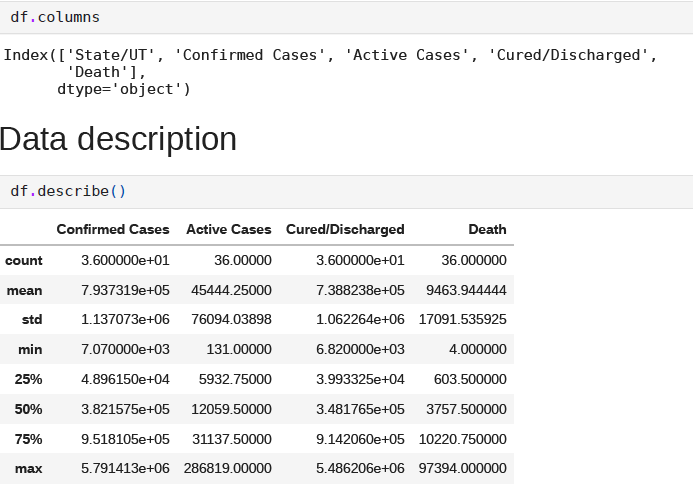 df.columns
Index(['State/UT', 'Confirmed Cases', 'Active Cases', 'Cured/Discharged',
'Death'],
dtype='object')
Data description
df.describe()
Confirmed Cases Active Cases Cured/Discharged Death
count 3.600000e+01 36.00000 3.600000e+01 36.000000
mean 7.937319e+05 45444.25000 7.388238e+05 9463.944444
std 1.137073e+06 76094.03898 1.062264e+06 17091.535925
min 7.070000e+03 131.00000 6.820000e+03 4.000000
25% 4.896150e+04 5932.75000 3.993325e+04 603.500000
50% 3.821575e+05 12059.50000 3.481765e+05 3757.500000
75% 9.518105e+05 31137.50000 9.142060e+05 10220.750000
max 5.791413e+06 286819.00000 5.486206e+06 97394.000000